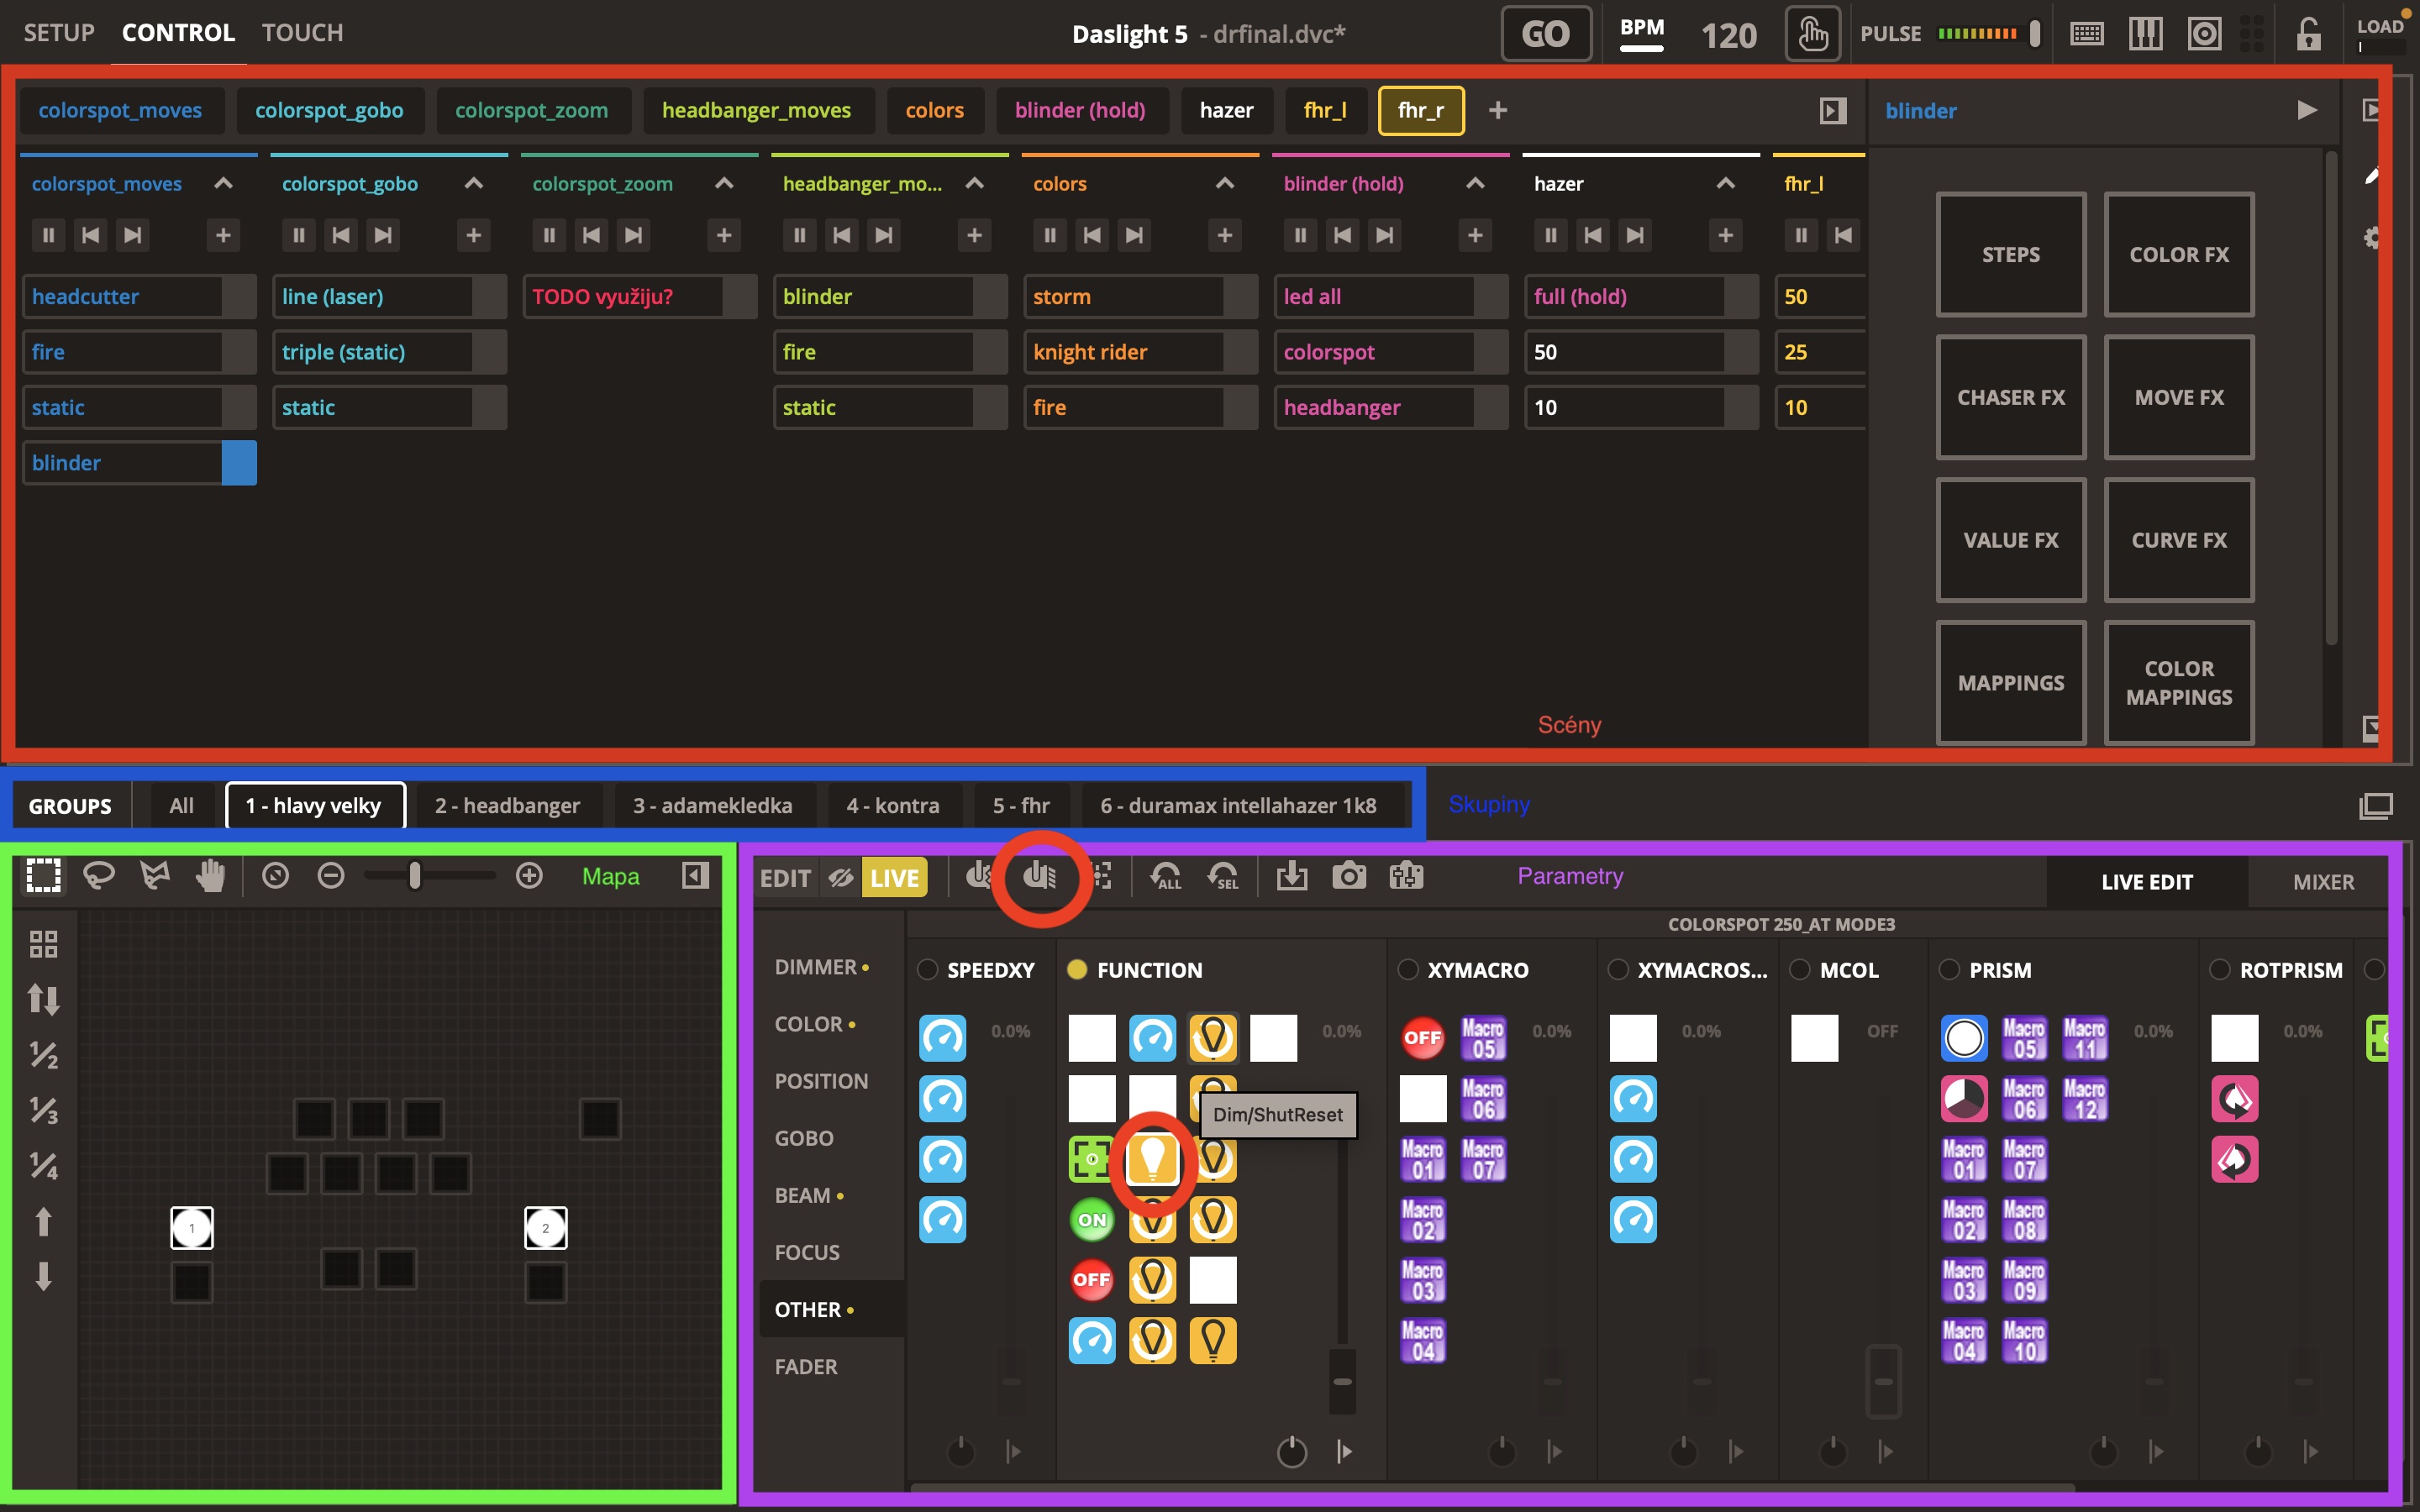 SETUP CONTROL TOUCH Daslight 5 - drfinal.dvc* GO BPM 120 PULSE LOAD
colorspot_moves colorspot_gobo colorspot_zoom headbanger_moves colors blinder (hold) hazer fhr_l fhr_r + blinder
colorspot_moves colorspot_gobo colorspot_zoom headbanger_mo... colors blinder (hold) hazer fhr_l
headcutter line (laser) TODO využiju? blinder storm led all full (hold) 50
fire triple (static) fire knight rider colorspot 50 25
static static static fire headbanger 10 10
blinder
STEPS COLOR FX
CHASER FX MOVE FX
VALUE FX CURVE FX
MAPPINGS COLOR MAPPINGS
Scény
GROUPS All 1 - hlavy velky 2 - headbanger 3 - adamekledka 4 - kontra 5 - fhr 6 - duramax intellahazer 1k8 Skupiny
Mapa
1/2
1/3
1/4
1 2
EDIT LIVE ALL SEL Parametry LIVE EDIT MIXER
COLORSPOT 250_AT MODE3
DIMMER
COLOR
POSITION
GOBO
BEAM
FOCUS
OTHER
FADER
SPEEDXY FUNCTION XYMACRO XYMACROS... MCOL PRISM ROTPRISM
0.0% 0.0% OFF Macro 05 0.0% 0.0% OFF Macro 05 Macro 11 0.0% 0.0%
Dim/ShutReset Macro 06 Macro 06 Macro 12
Macro 01 Macro 07 Macro 01 Macro 07
ON Macro 02 Macro 02 Macro 08
OFF Macro 03 Macro 03 Macro 09
Macro 04 Macro 04 Macro 10